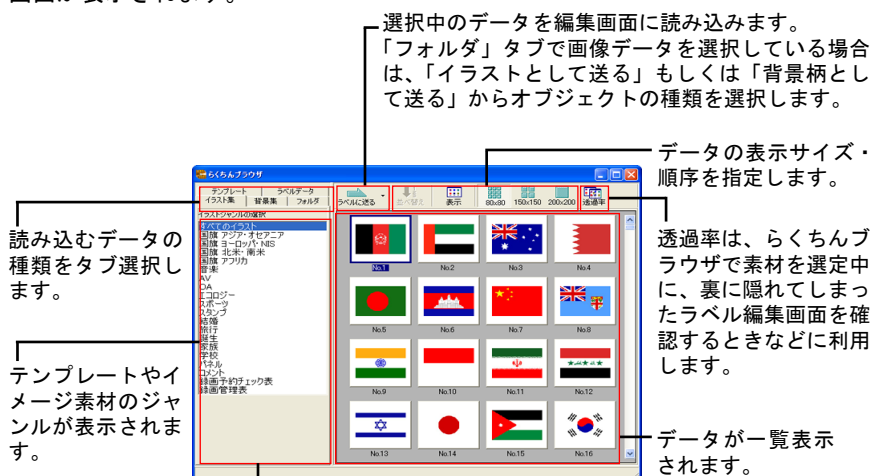 選択中のデータを編集画面に読み込みます。
「フォルダ」タブで画像データを選択している場合
は、「イラストとして送る」もしくは「背景柄とし
て送る」からオブジェクトの種類を選択します。
データの表示サイズ・
順序を指定します。
らくちんブラウザ
テンプレート ラベルデータ
イラスト集 背景集 フォルダ
ラベルに送る 並べ替え 表示 80x80 150x150 200x200 透過率
イラストジャンルの選択
すべてのイラスト
国旗 アジア・オセアニア
国旗 ヨーロッパ・NIS
国旗 北米・南米
国旗 アフリカ
音楽
AV
OA
エコロジー
スポーツ
スタンプ
結婚
旅行
誕生
家族
学校
パネル
コメント
録画予約チェック表
録画管理表
No.1 No.2 No.3 No.4
No.5 No.6 No.7 No.8
No.9 No.10 No.11 No.12
No.13 No.14 No.15 No.16
読み込むデータの
種類をタブ選択し
ます。
テンプレートやイ
メージ素材のジャ
ンルが表示されま
す。
透過率は、らくちんブ
ラウザで素材を選定中
に、裏に隠れてしまっ
たラベル編集画面を確
認するときなどに利用
します。
データが一覧表示
されます。